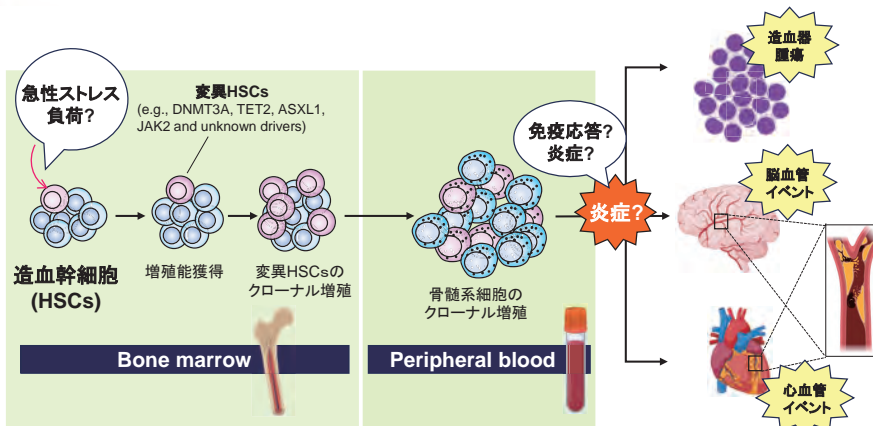 急性ストレス
負荷?
変異HSCs
(e.g., DNMT3A, TET2, ASXL1,
JAK2 and unknown drivers)
造血幹細胞
(HSCs)
増殖能獲得
変異HSCsの
クローナル増殖
Bone marrow
免疫応答?
炎症?
炎症?
骨髄系細胞の
クローナル増殖
Peripheral blood
造血器
腫瘍
脳血管
イベント
心血管
イベント